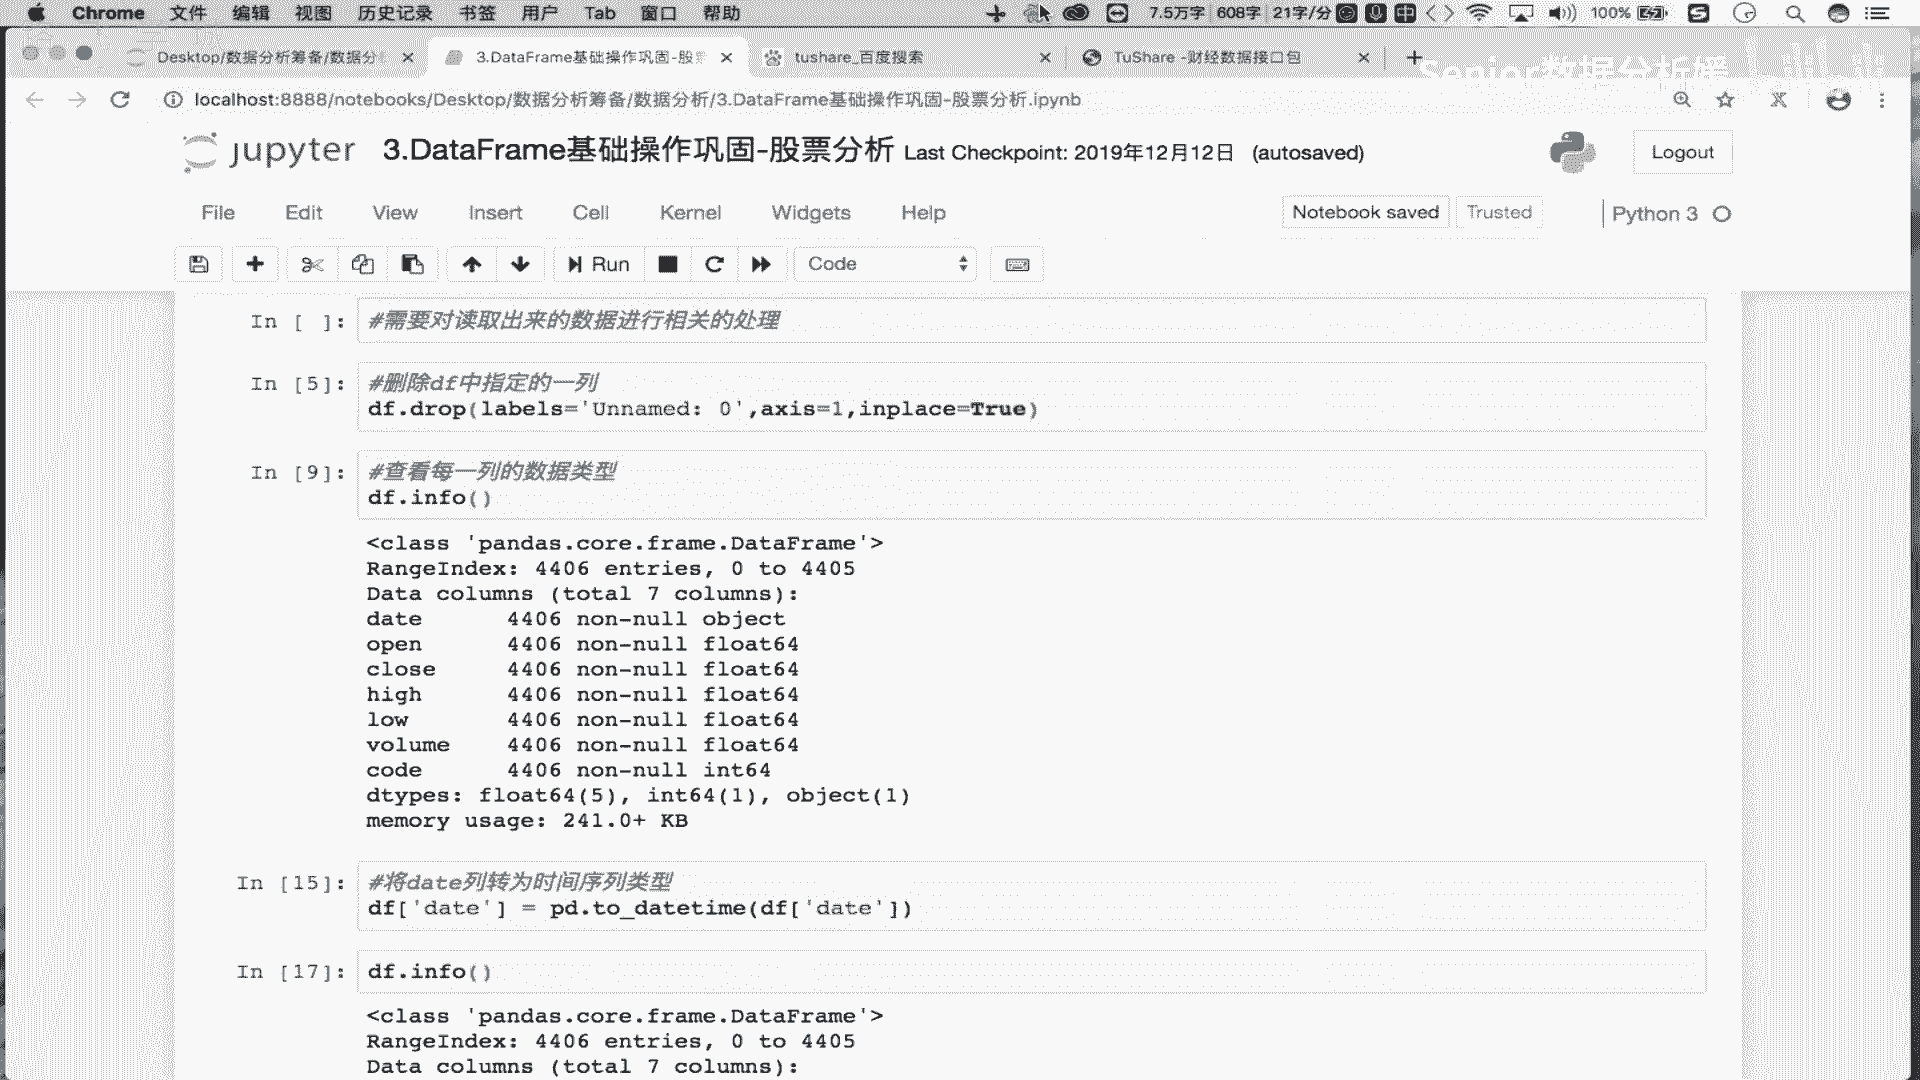 Chrome 文件 编辑 视图 历史记录 书签 用户 Tab 窗口 帮助 7.5万字 608字 21字/分 中 100%
Desktop/数据分析筹备/数据分 3.DataFrame基础操作巩固-股 tushare_百度搜索 TuShare -财经数据接口包
localhost:8888/notebooks/Desktop/数据分析筹备/数据分析/3.DataFrame基础操作巩固-股票分析.ipynb
jupyter 3.DataFrame基础操作巩固-股票分析 Last Checkpoint: 2019年12月12日 (autosaved) Logout
File Edit View Insert Cell Kernel Widgets Help Notebook saved Trusted Python 3
Run Code
In [ ]: #需要对读取出来的数据进行相关的处理
In [5]: #删除df中指定的一列
df.drop(labels='Unnamed: 0',axis=1,inplace=True)
In [9]: #查看每一列的数据类型
df.info()
<class 'pandas.core.frame.DataFrame'>
RangeIndex: 4406 entries, 0 to 4405
Data columns (total 7 columns):
date 4406 non-null object
open 4406 non-null float64
close 4406 non-null float64
high 4406 non-null float64
low 4406 non-null float64
volume 4406 non-null float64
code 4406 non-null int64
dtypes: float64(5), int64(1), object(1)
memory usage: 241.0+ KB
In [15]: #将date列转为时间序列类型
df['date'] = pd.to_datetime(df['date'])
In [17]: df.info()
<class 'pandas.core.frame.DataFrame'>
RangeIndex: 4406 entries, 0 to 4405
Data columns (total 7 columns):